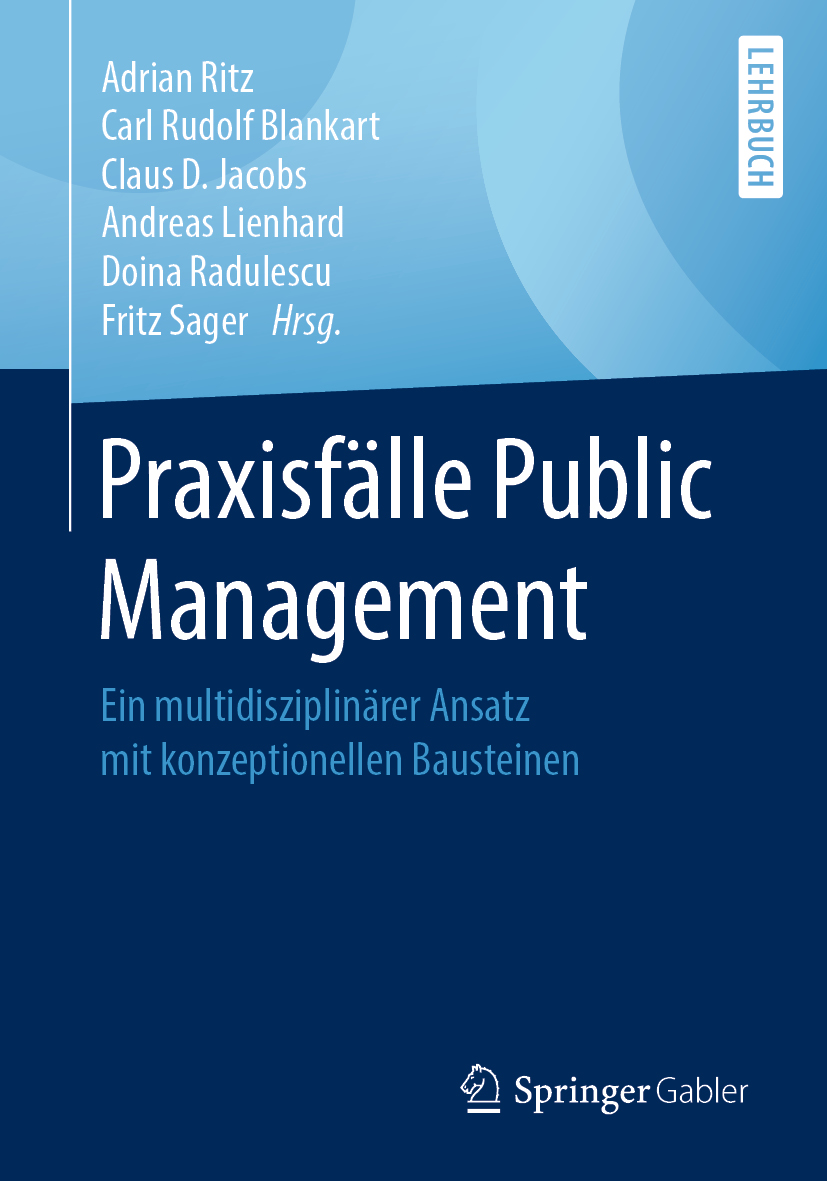 Adrian Ritz
Carl Rudolf Blankart
Claus D. Jacobs
Andreas Lienhard
Doina Radulescu
Fritz Sager Hrsg.
LEHRBUCH
Praxisfälle Public
Management
Ein multidisziplinärer Ansatz
mit konzeptionellen Bausteinen
Springer Gabler